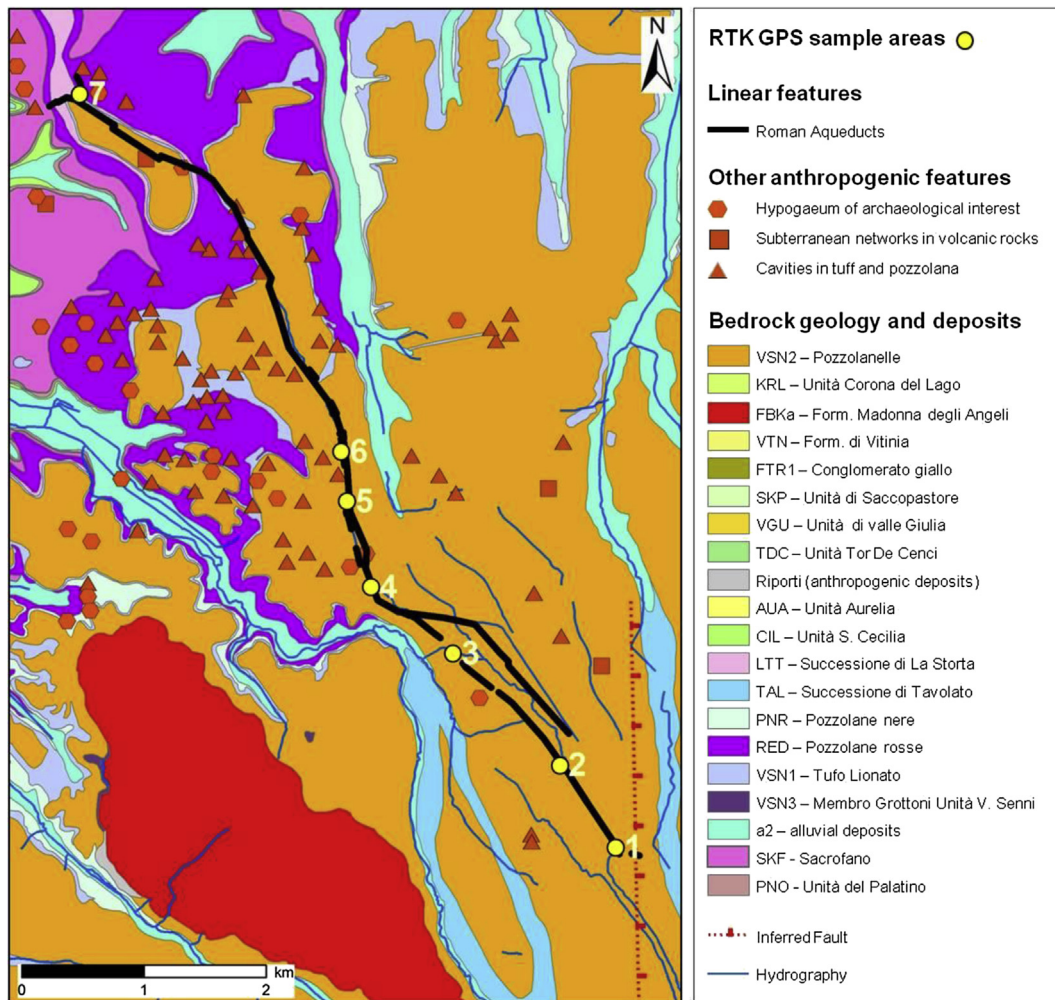 N
7
6
5
4
3
2
1
km
0 1 2
RTK GPS sample areas
Linear features
Roman Aqueducts
Other anthropogenic features
Hypogaeum of archaeological interest
Subterranean networks in volcanic rocks
Cavities in tuff and pozzolana
Bedrock geology and deposits
VSN2 – Pozzolanelle
KRL – Unità Corona del Lago
FBKa – Form. Madonna degli Angeli
VTN – Form. di Vitinia
FTR1 – Conglomerato giallo
SKP – Unità di Saccopastore
VGU – Unità di valle Giulia
TDC – Unità Tor De Cenci
Riporti (anthropogenic deposits)
AUA – Unità Aurelia
CIL – Unità S. Cecilia
LTT – Successione di La Storta
TAL – Successione di Tavolato
PNR – Pozzolane nere
RED – Pozzolane rosse
VSN1 – Tufo Lionato
VSN3 – Membro Grottoni Unità V. Senni
a2 – alluvial deposits
SKF - Sacrofano
PNO - Unità del Palatino
Inferred Fault
Hydrography